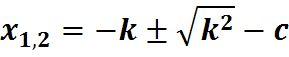 x₁,₂ = −k ± √k² − c